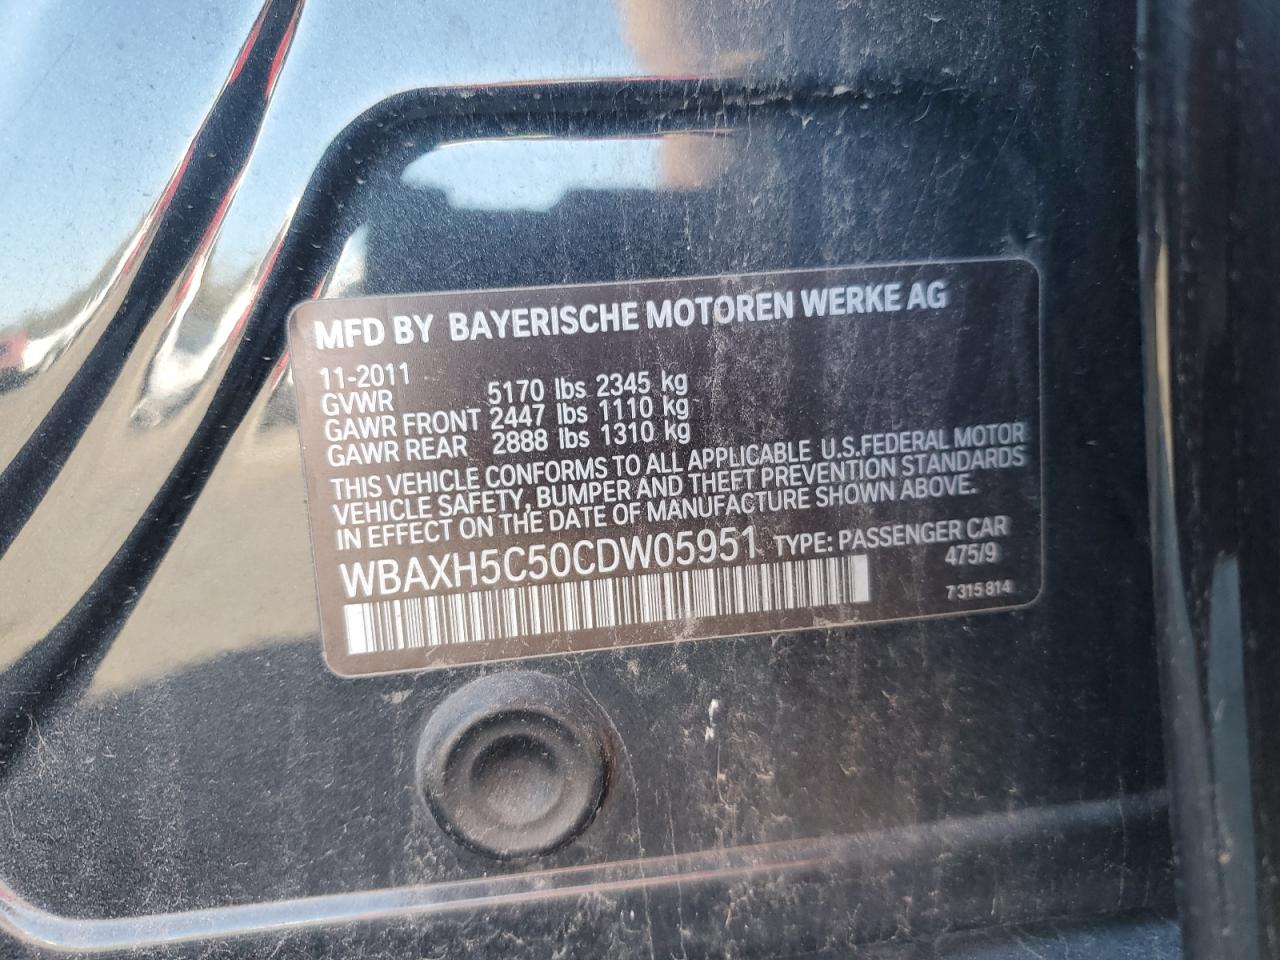 MFD BY BAYERISCHE MOTOREN WERKE AG
11-2011
GVWR 5170 lbs 2345 kg
GAWR FRONT 2447 lbs 1110 kg
GAWR REAR 2888 lbs 1310 kg
THIS VEHICLE CONFORMS TO ALL APPLICABLE U.S.FEDERAL MOTOR
VEHICLE SAFETY, BUMPER AND THEFT PREVENTION STANDARDS
IN EFFECT ON THE DATE OF MANUFACTURE SHOWN ABOVE.
WBAXH5C50CDW05951 TYPE: PASSENGER CAR
475/9
7 315 814